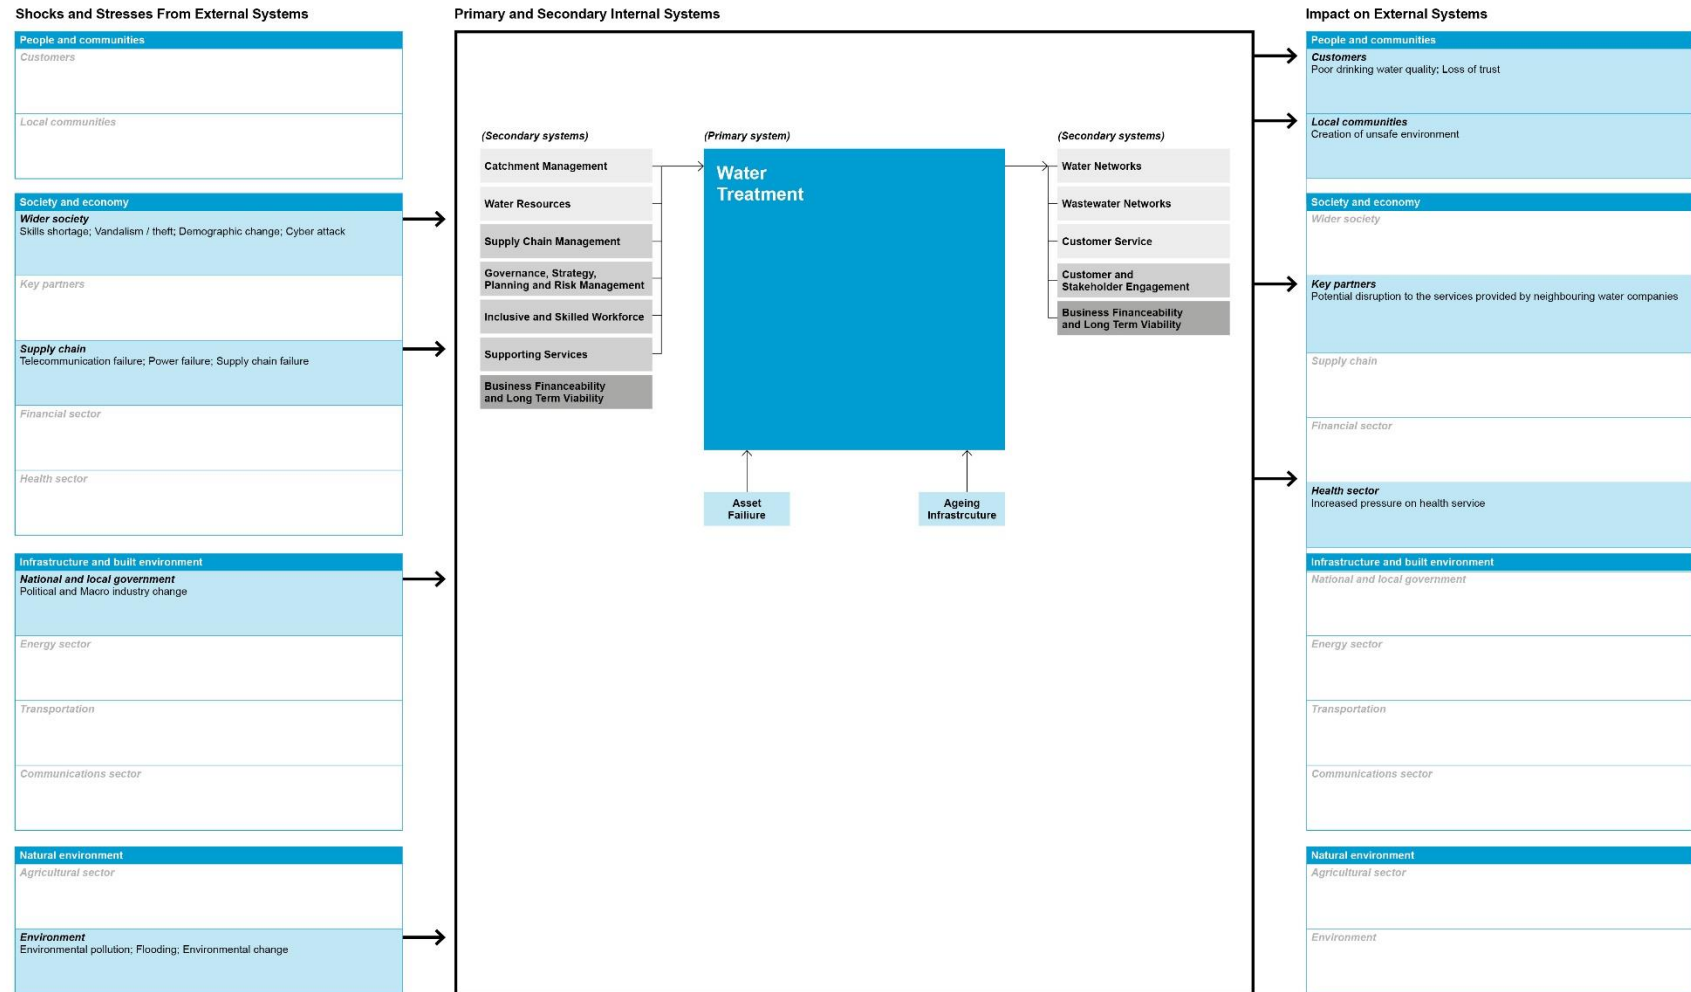 Shocks and Stresses From External Systems
People and communities
Customers
Local communities
Society and economy
Wider society
Skills shortage; Vandalism / theft; Demographic change; Cyber attack
Key partners
Supply chain
Telecommunication failure; Power failure; Supply chain failure
Financial sector
Health sector
Infrastructure and built environment
National and local government
Political and Macro industry change
Energy sector
Transportation
Communications sector
Natural environment
Agricultural sector
Environment
Environmental pollution; Flooding; Environmental change
Primary and Secondary Internal Systems
(Secondary systems)
Catchment Management
Water Resources
Supply Chain Management
Governance, Strategy,
Planning and Risk Management
Inclusive and Skilled Workforce
Supporting Services
Business Financeability
and Long Term Viability
(Primary system)
Water
Treatment
Asset
Failiure
Ageing
Infrastrcuture
(Secondary systems)
Water Networks
Wastewater Networks
Customer Service
Customer and
Stakeholder Engagement
Business Financeability
and Long Term Viability
Impact on External Systems
People and communities
Customers
Poor drinking water quality; Loss of trust
Local communities
Creation of unsafe environment
Society and economy
Wider society
Key partners
Potential disruption to the services provided by neighbouring water companies
Supply chain
Financial sector
Health sector
Increased pressure on health service
Infrastructure and built environment
National and local government
Energy sector
Transportation
Communications sector
Natural environment
Agricultural sector
Environment